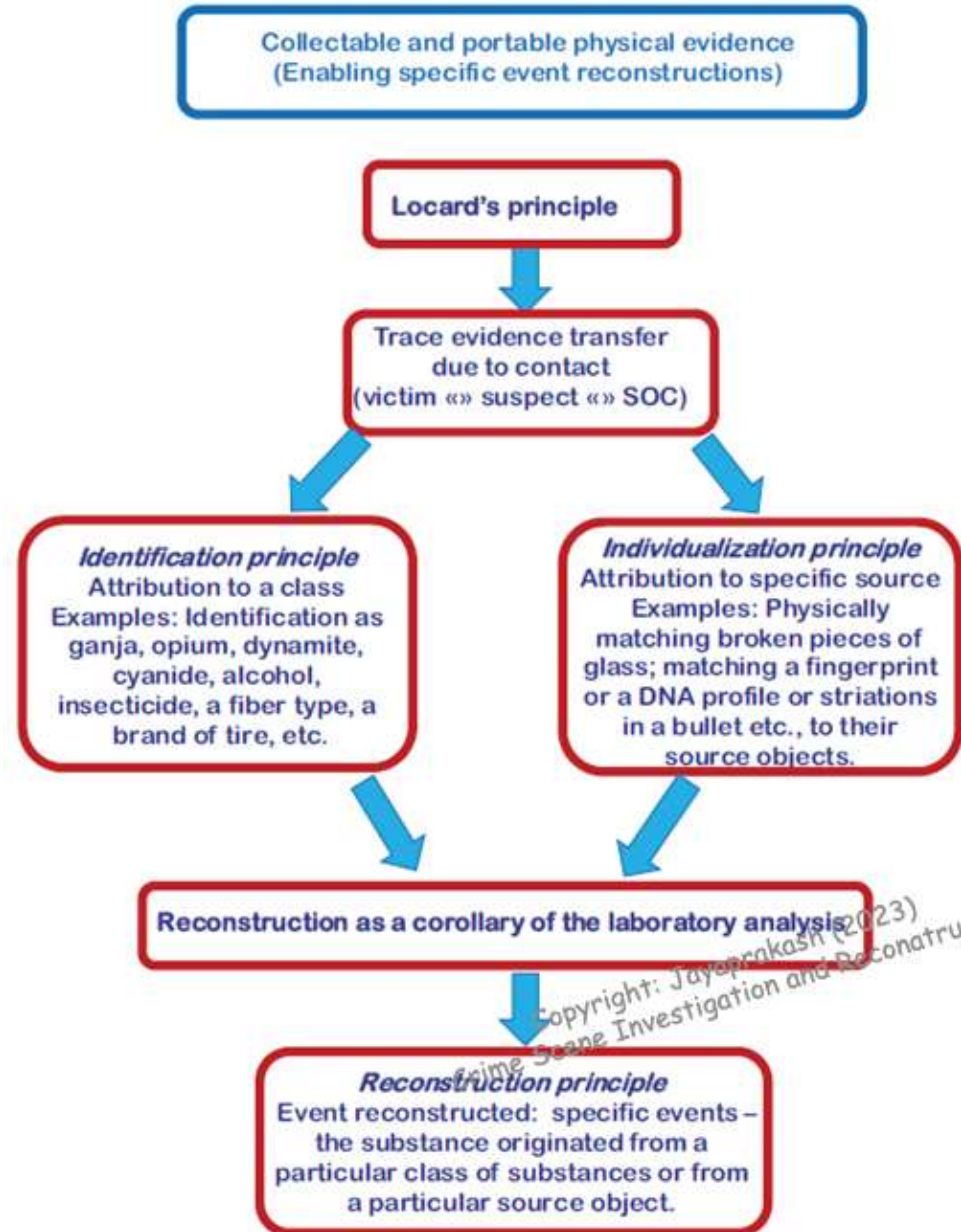 Collectable and portable physical evidence
(Enabling specific event reconstructions)
Locard's principle
Trace evidence transfer
due to contact
(victim «» suspect «» SOC)
Identification principle
Attribution to a class
Examples: Identification as
ganja, opium, dynamite,
cyanide, alcohol,
insecticide, a fiber type, a
brand of tire, etc.
Individualization principle
Attribution to specific source
Examples: Physically
matching broken pieces of
glass; matching a fingerprint
or a DNA profile or striations
in a bullet etc., to their
source objects.
Reconstruction as a corollary of the laboratory analysis
Copyright: Jayaprakash (2023)
Crime Scane Investigation and Reconatru
Reconstruction principle
Event reconstructed: specific events –
the substance originated from a
particular class of substances or from
a particular source object.